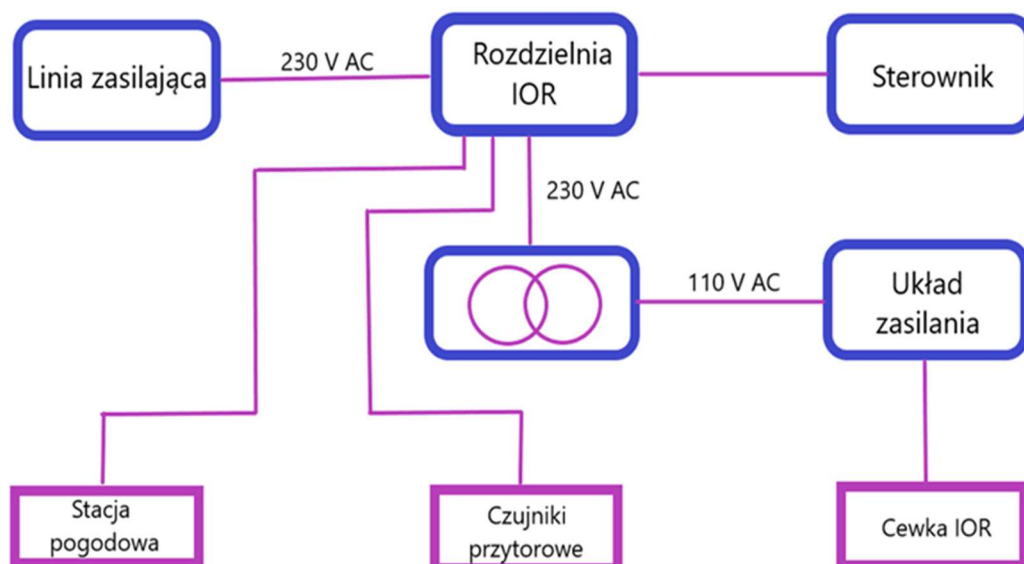 Linia zasilająca
230 V AC
Rozdzielnia
IOR
Sterownik
230 V AC
110 V AC
Układ
zasilania
Stacja
pogodowa
Czujniki
przytorowe
Cewka IOR